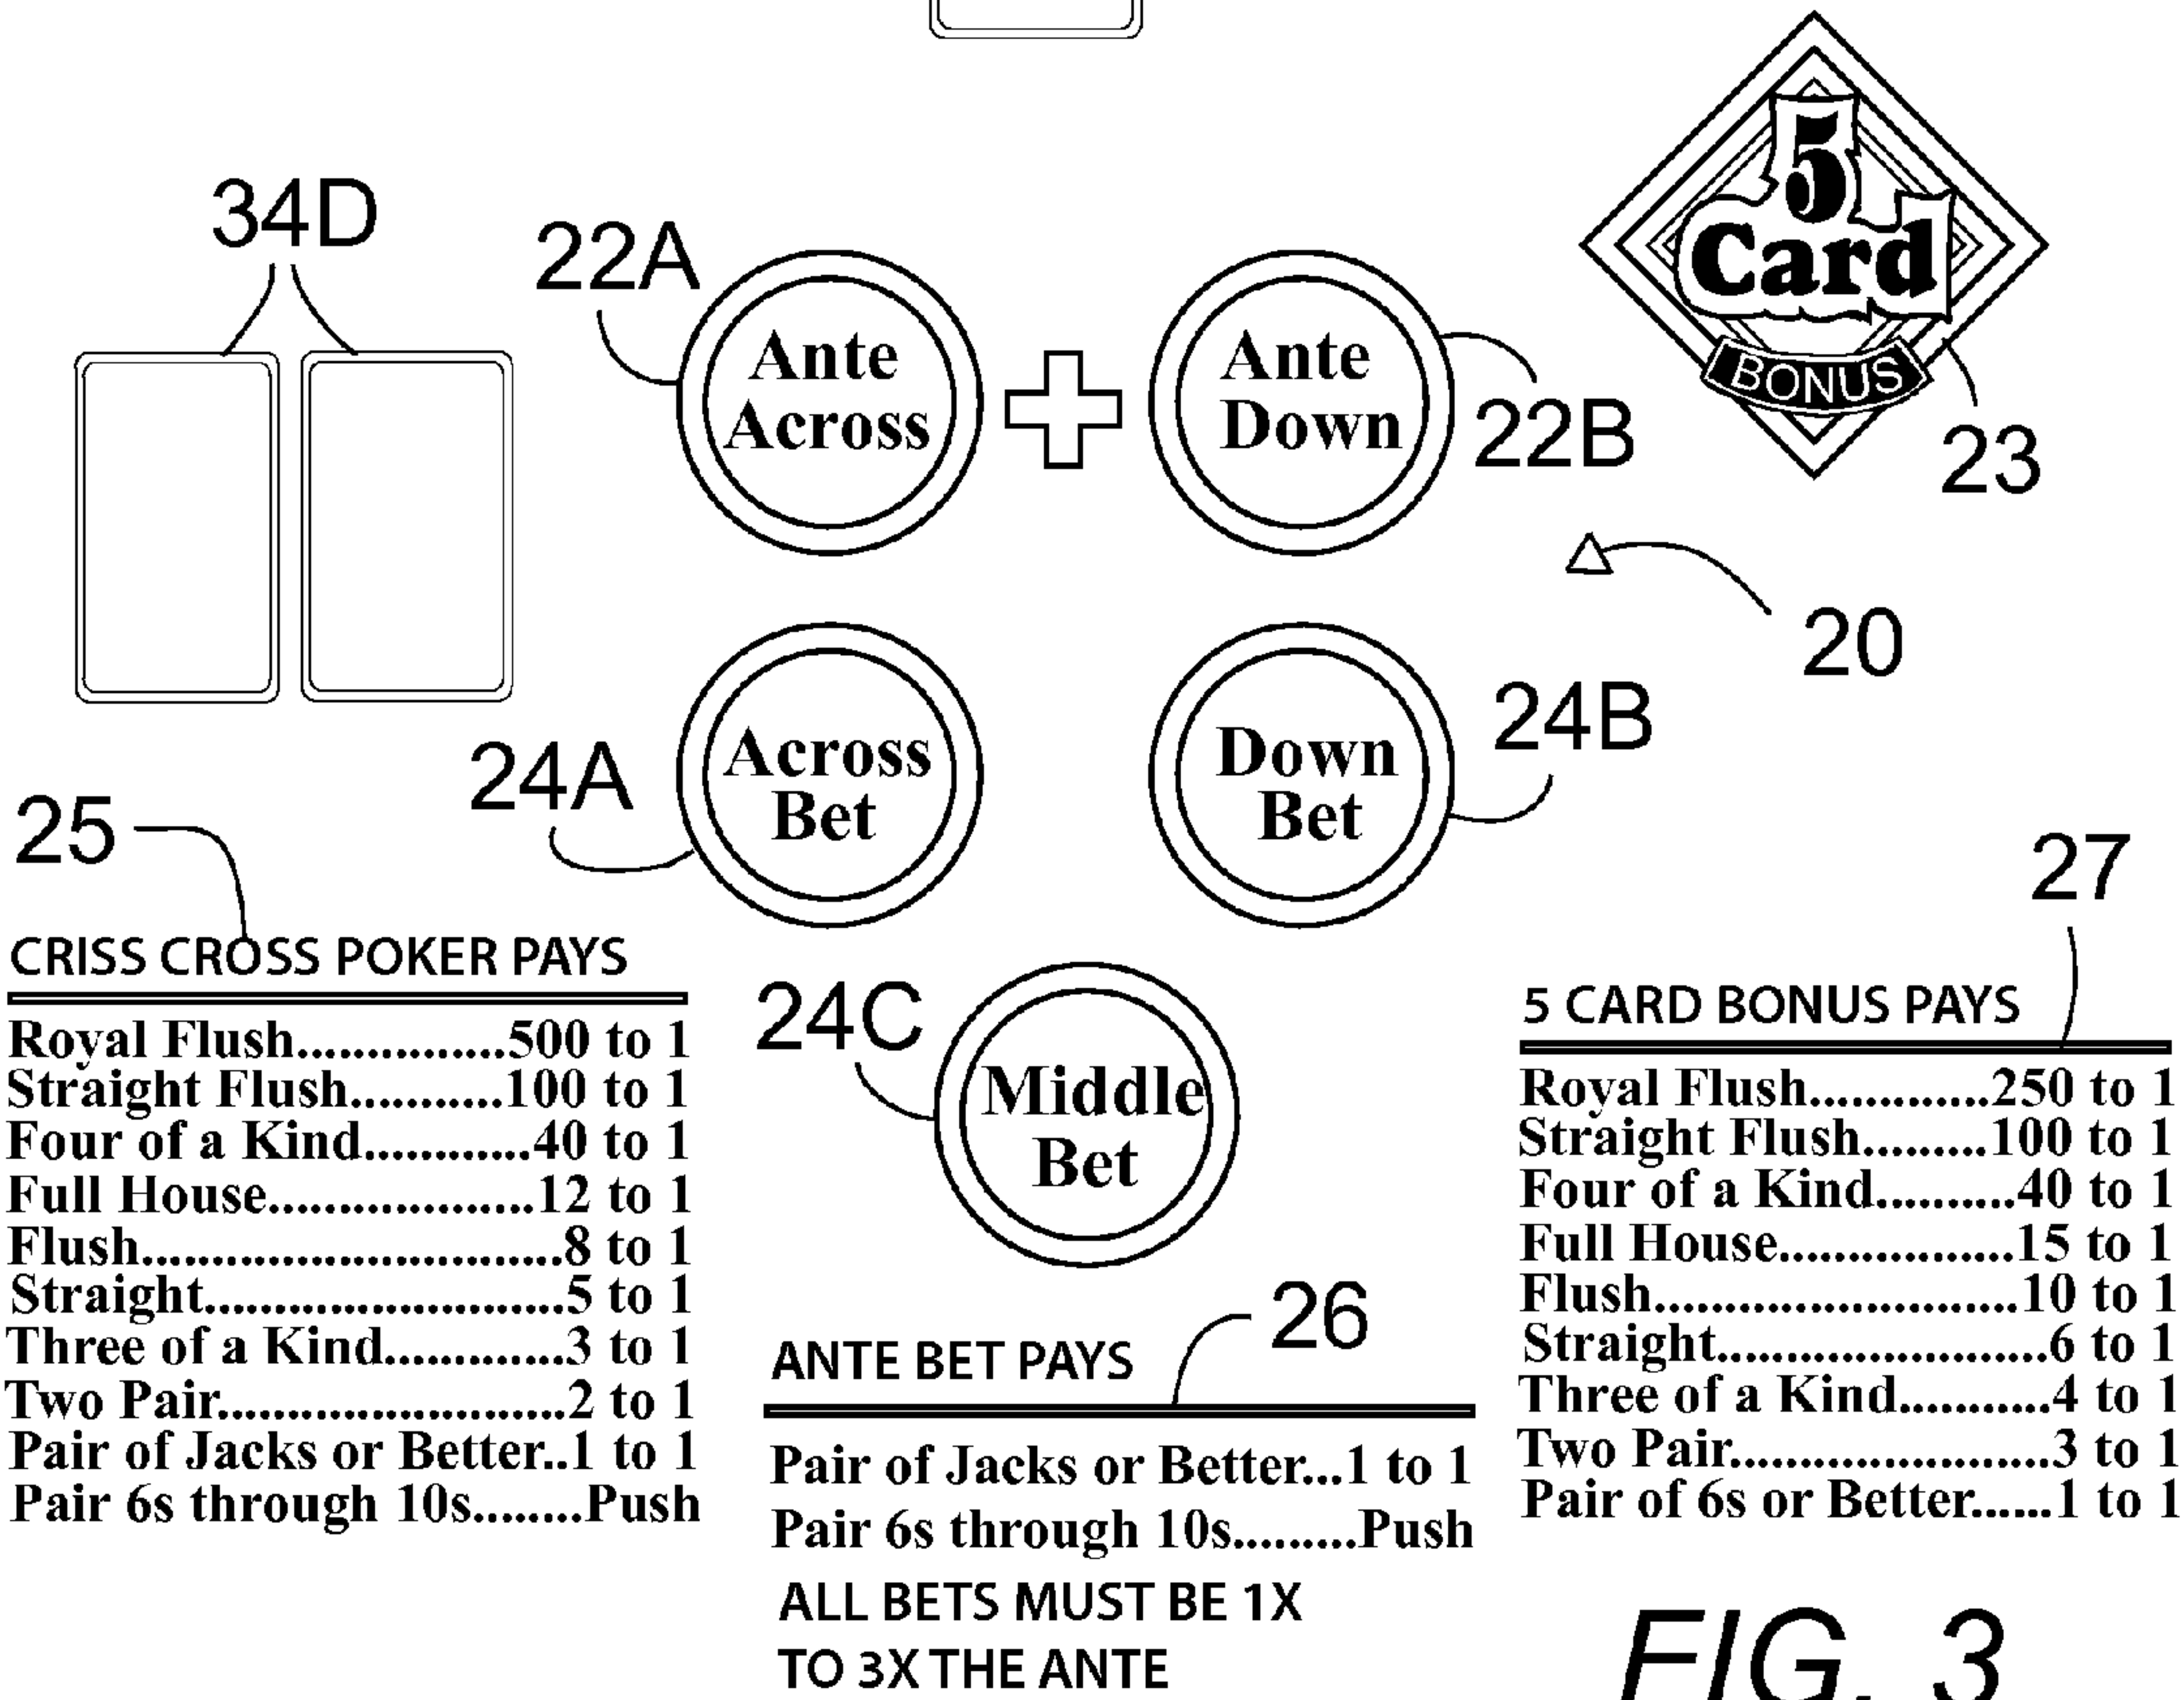 5
Card
BONUS
34D
22A
Ante
Across
Ante
Down
22B
23
20
Across
Bet
Down
Bet
24A
24B
25
27
CRISS CROSS POKER PAYS
Royal Flush...............500 to 1
Straight Flush...........100 to 1
Four of a Kind............40 to 1
Full House...................12 to 1
Flush..............................8 to 1
Straight..........................5 to 1
Three of a Kind.............3 to 1
Two Pair.........................2 to 1
Pair of Jacks or Better..1 to 1
Pair 6s through 10s........Push
24C
Middle
Bet
26
ANTE BET PAYS
Pair of Jacks or Better...1 to 1
Pair 6s through 10s.........Push
ALL BETS MUST BE 1X
TO 3X THE ANTE
5 CARD BONUS PAYS
Royal Flush.............250 to 1
Straight Flush.........100 to 1
Four of a Kind..........40 to 1
Full House.................15 to 1
Flush..........................10 to 1
Straight........................6 to 1
Three of a Kind...........4 to 1
Two Pair.......................3 to 1
Pair of 6s or Better......1 to 1
FIG. 3